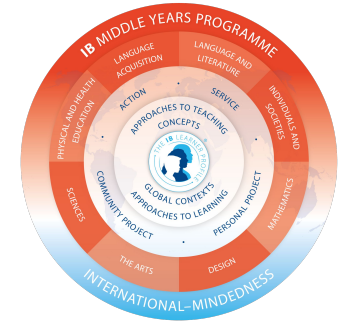 IB MIDDLE YEARS PROGRAMME
LANGUAGE
ACQUISITION
LANGUAGE AND
LITERATURE
INDIVIDUALS AND
SOCIETIES
MATHEMATICS
DESIGN
THE ARTS
SCIENCES
PHYSICAL AND HEALTH
EDUCATION
ACTION
SERVICE
PERSONAL PROJECT
COMMUNITY PROJECT
APPROACHES TO TEACHING
CONCEPTS
THE IB LEARNER PROFILE
GLOBAL CONTEXTS
APPROACHES TO LEARNING
INTERNATIONAL–MINDEDNESS